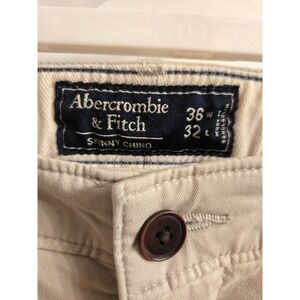 Abercrombie
& Fitch
SKINNY CHINO
36 W
32 L